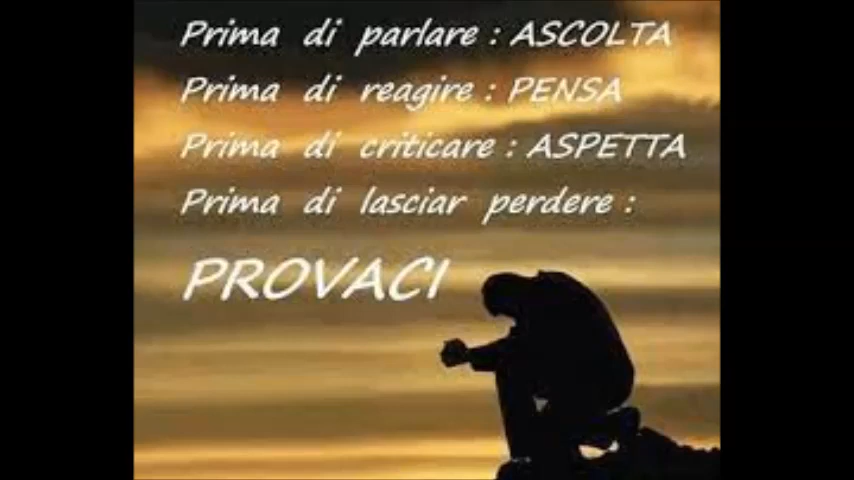 Prima di parlare : ASCOLTA
Prima di reagire : PENSA
Prima di criticare : ASPETTA
Prima di lasciar perdere :
PROVACI